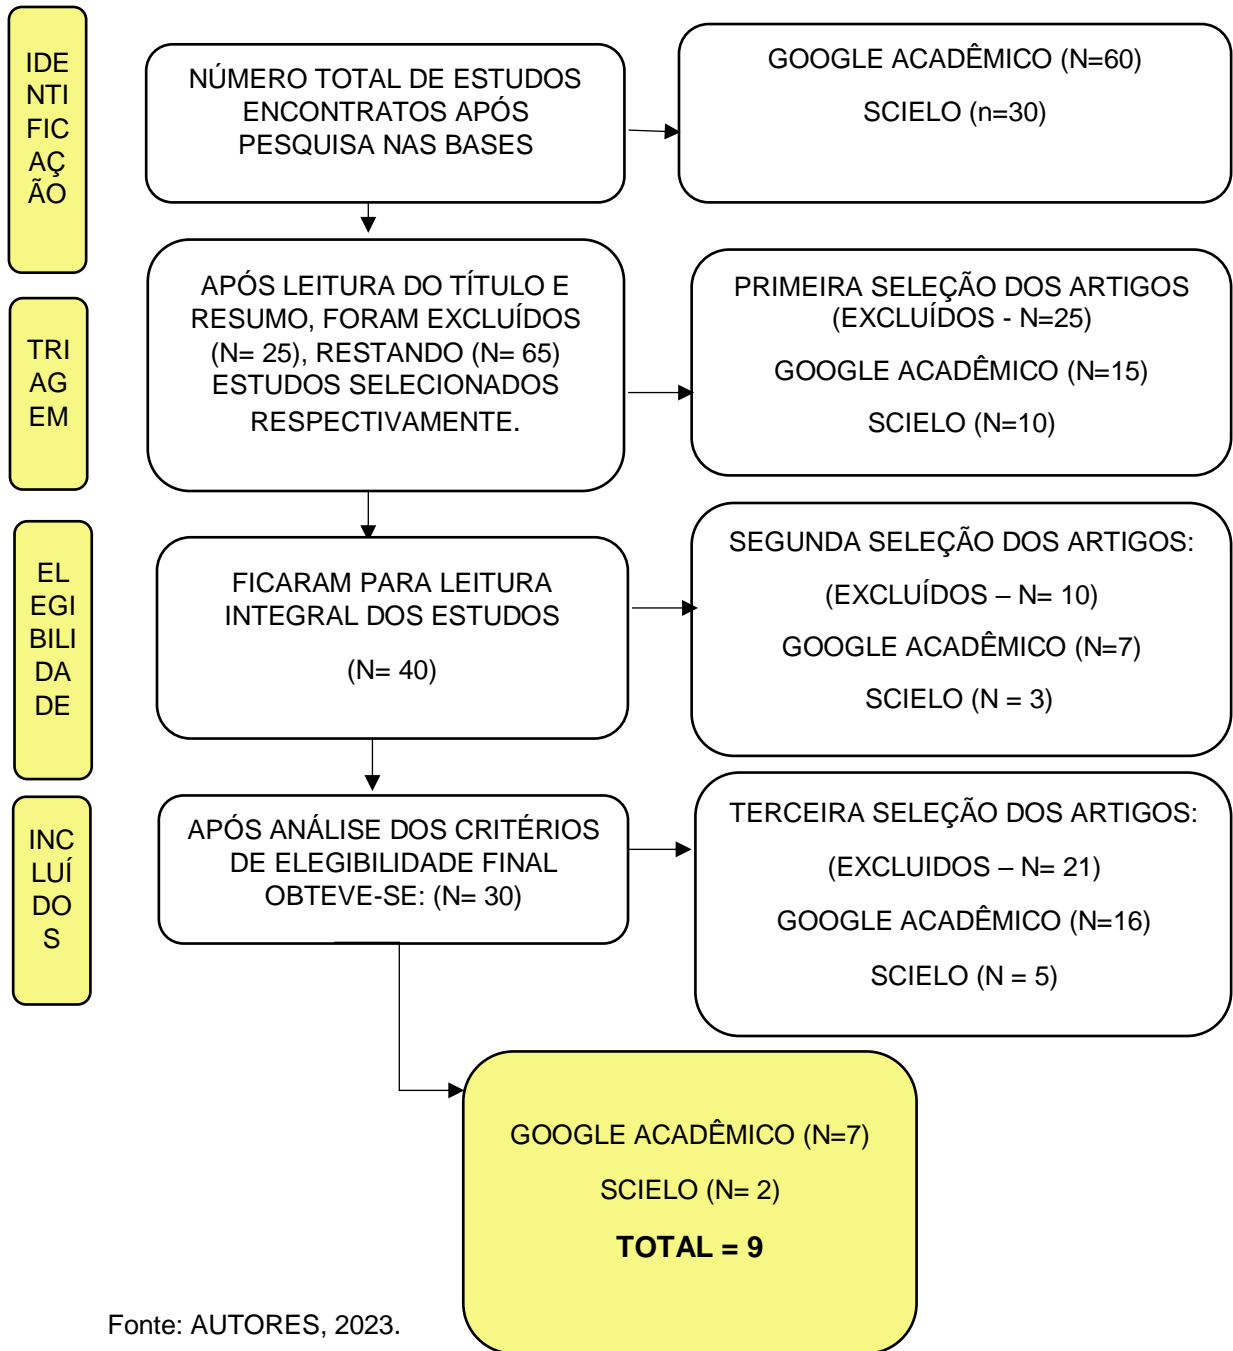 IDE
NTI
FIC
AÇ
ÃO
NÚMERO TOTAL DE ESTUDOS
ENCONTRATOS APÓS
PESQUISA NAS BASES
GOOGLE ACADÊMICO (N=60)
SCIELO (n=30)
TRI
AG
EM
APÓS LEITURA DO TÍTULO E
RESUMO, FORAM EXCLUÍDOS
(N= 25), RESTANDO (N= 65)
ESTUDOS SELECIONADOS
RESPECTIVAMENTE.
PRIMEIRA SELEÇÃO DOS ARTIGOS
(EXCLUÍDOS - N=25)
GOOGLE ACADÊMICO (N=15)
SCIELO (N=10)
EL
EGI
BILI
DA
DE
FICARAM PARA LEITURA
INTEGRAL DOS ESTUDOS
(N= 40)
SEGUNDA SELEÇÃO DOS ARTIGOS:
(EXCLUÍDOS – N= 10)
GOOGLE ACADÊMICO (N=7)
SCIELO (N = 3)
INC
LUÍ
DO
S
APÓS ANÁLISE DOS CRITÉRIOS
DE ELEGIBILIDADE FINAL
OBTEVE-SE: (N= 30)
TERCEIRA SELEÇÃO DOS ARTIGOS:
(EXCLUIDOS – N= 21)
GOOGLE ACADÊMICO (N=16)
SCIELO (N = 5)
GOOGLE ACADÊMICO (N=7)
SCIELO (N= 2)
TOTAL = 9
Fonte: AUTORES, 2023.